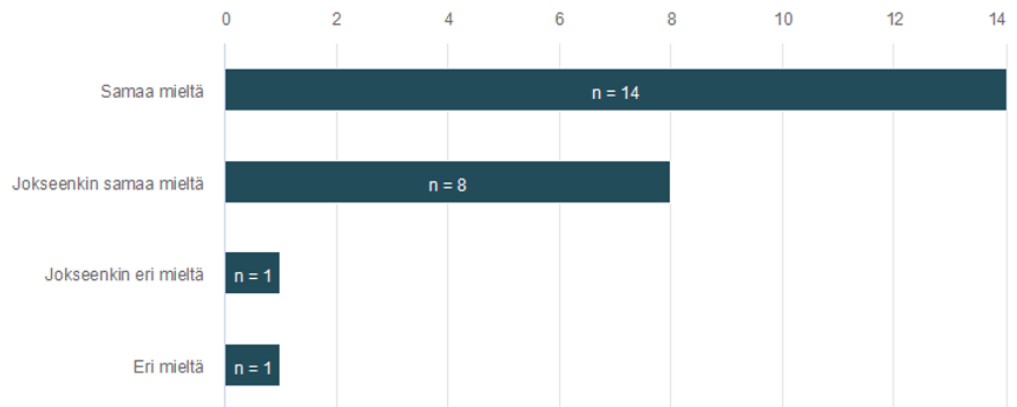 0 2 4 6 8 10 12 14
Samaa mieltä n = 14
Jokseenkin samaa mieltä n = 8
Jokseenkin eri mieltä n = 1
Eri mieltä n = 1